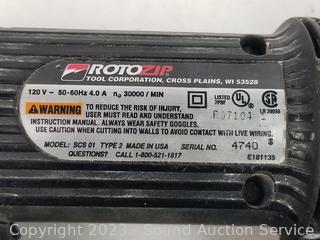 ROTOZIP
TOOL CORPORATION, CROSS PLAINS, WI 53528
120 V ~ 50-60Hz 4.0 A n0 30000 / MIN
WARNING TO REDUCE THE RISK OF INJURY,
USER MUST READ AND UNDERSTAND
INSTRUCTION MANUAL. ALWAYS WEAR SAFETY GOGGLES.
USE CAUTION WHEN CUTTING INTO WALLS TO AVOID CONTACT WITH LIVE WIRING.
LISTED
UL
MODEL: SCS 01 TYPE 2 MADE IN USA SERIAL NO. 4740
QUESTIONS? CALL 1-800-521-1817
E181135
Copyright 2023 - Sound Auction Service